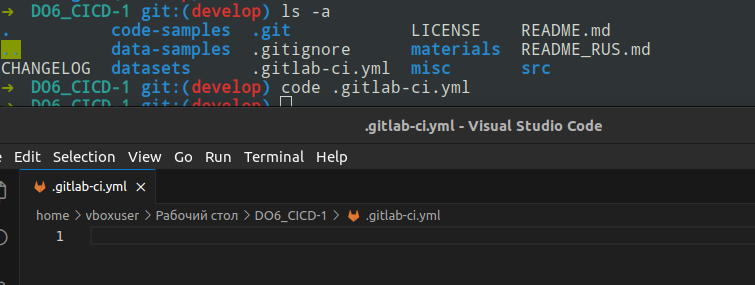 → DO6_CICD-1 git:(develop) ls -a
. code-samples .git LICENSE README.md
.. data-samples .gitignore materials README_RUS.md
CHANGELOG datasets .gitlab-ci.yml misc src
→ DO6_CICD-1 git:(develop) code .gitlab-ci.yml
→ DO6_CICD-1 git:(develop)
.gitlab-ci.yml - Visual Studio Code
Edit Selection View Go Run Terminal Help
.gitlab-ci.yml ×
home > vboxuser > Рабочий стол > DO6_CICD-1 > .gitlab-ci.yml
1